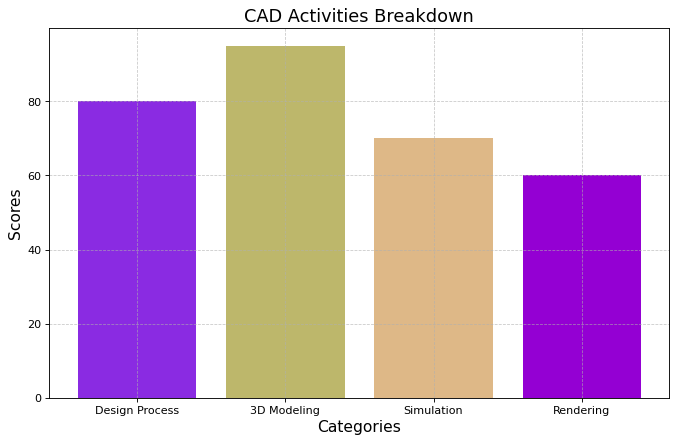 CAD Activities Breakdown
Scores
80
60
40
20
0
Design Process 3D Modeling Simulation Rendering
Categories